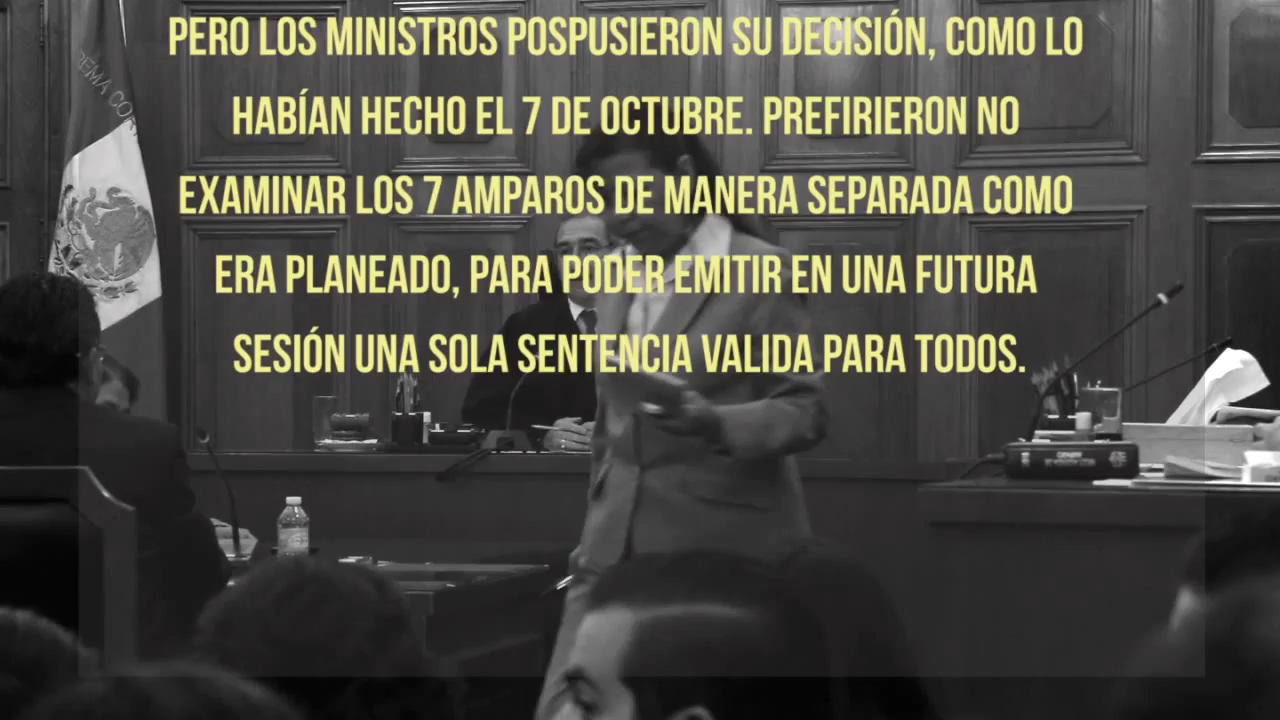 PERO LOS MINISTROS POSPUSIERON SU DECISIÓN, COMO LO
HABÍAN HECHO EL 7 DE OCTUBRE. PREFIRIERON NO
EXAMINAR LOS 7 AMPAROS DE MANERA SEPARADA COMO
ERA PLANEADO, PARA PODER EMITIR EN UNA FUTURA
SESIÓN UNA SOLA SENTENCIA VALIDA PARA TODOS.